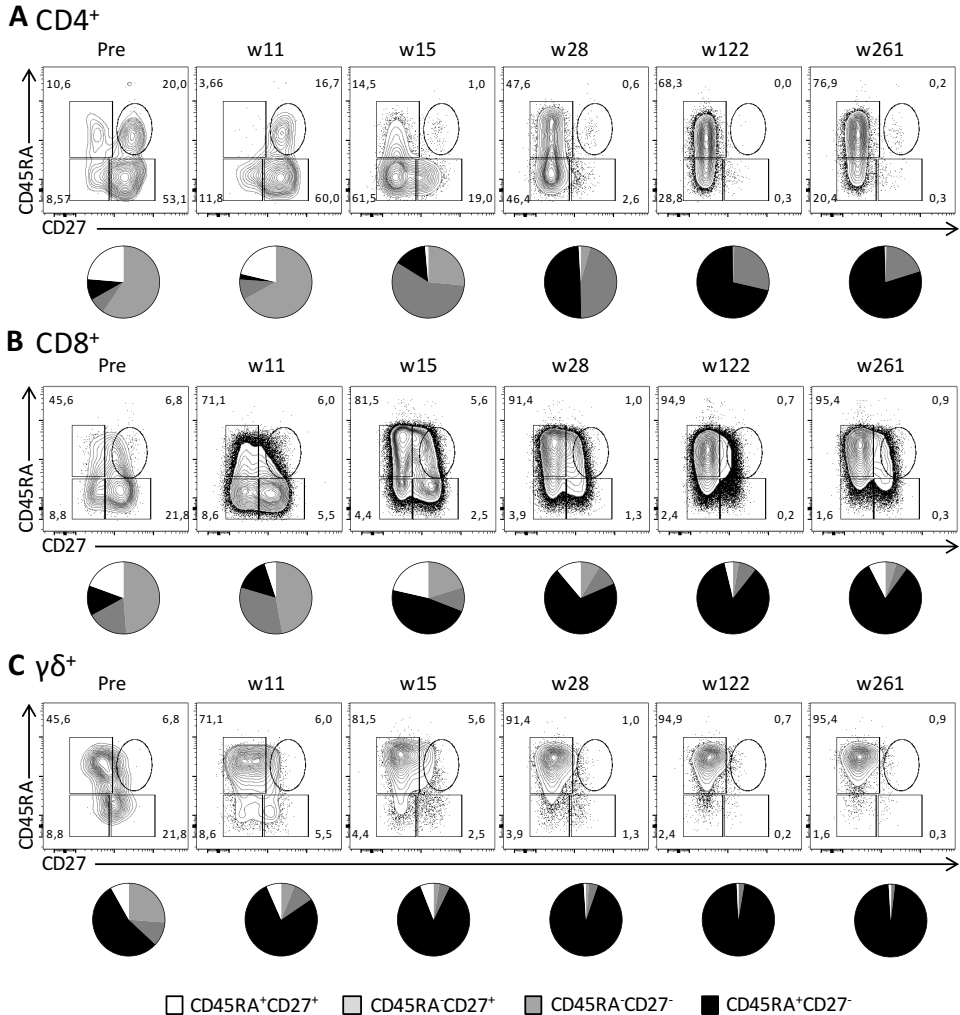 A CD4⁺
Pre w11 w15 w28 w122 w261
CD45RA
10,6 20,0 3,66 16,7 14,5 1,0 47,6 0,6 68,3 0,0 76,9 0,2
8,57 53,1 11,8 60,0 61,5 19,0 46,4 2,6 28,8 0,3 20,4 0,3
CD27
B CD8⁺
Pre w11 w15 w28 w122 w261
CD45RA
45,6 6,8 71,1 6,0 81,5 5,6 91,4 1,0 94,9 0,7 95,4 0,9
8,8 21,8 8,6 5,5 4,4 2,5 3,9 1,3 2,4 0,2 1,6 0,3
CD27
C γδ⁺
Pre w11 w15 w28 w122 w261
CD45RA
45,6 6,8 71,1 6,0 81,5 5,6 91,4 1,0 94,9 0,7 95,4 0,9
8,8 21,8 8,6 5,5 4,4 2,5 3,9 1,3 2,4 0,2 1,6 0,3
CD27
CD45RA⁺CD27⁺ CD45RA⁻CD27⁺ CD45RA⁻CD27⁻ CD45RA⁺CD27⁻